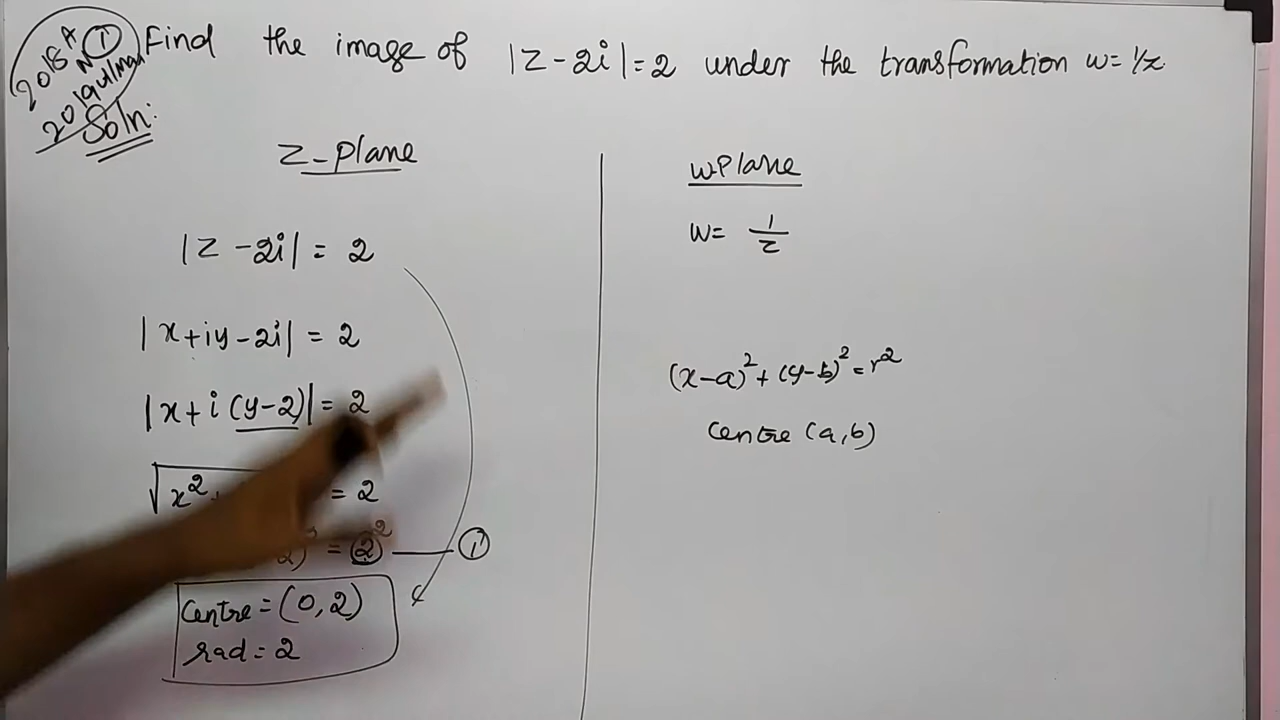 ① Find the image of |z-2i|=2 under the transformation w=1/z.
2018 A
N
2019
Soln:
z-plane
|z-2i| = 2
|x+iy-2i| = 2
|x+i(y-2)| = 2
√x²+ = 2
2)² = (2)² — ①
Centre = (0,2)
rad = 2
w Plane
w= 1/z
(x-a)²+(y-b)²=r²
Centre (a,b)